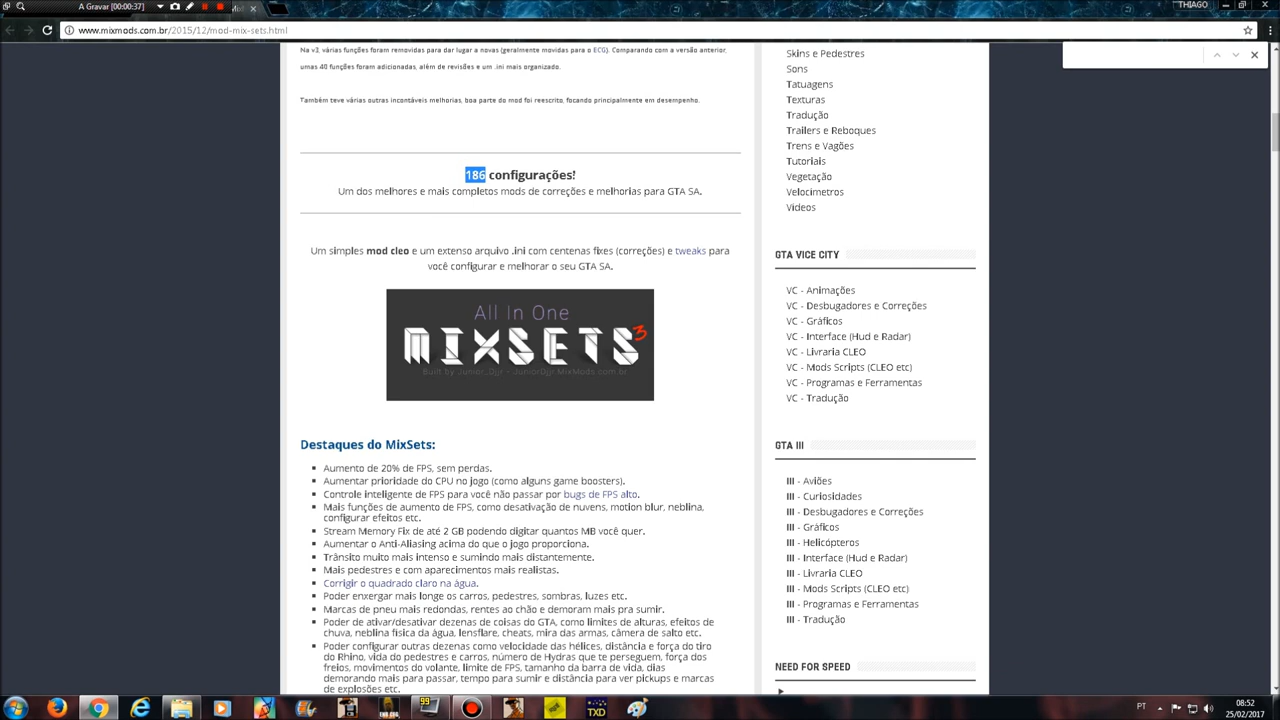 A Gravar [00:00:37]
THIAGO
www.mixmods.com.br/2015/12/mod-mix-sets.html
Na v3, várias funções foram removidas para dar lugar a novas (geralmente movidas para o ECG). Comparando com a versão anterior,
umas 40 funções foram adicionadas, além de revisões e um .ini mais organizado.
Também teve várias outras incontáveis melhorias, boa parte do mod foi reescrito, focando principalmente em desempenho.
186 configurações!
Um dos melhores e mais completos mods de correções e melhorias para GTA SA.
Um simples mod cleo e um extenso arquivo .ini com centenas fixes (correções) e tweaks para
você configurar e melhorar o seu GTA SA.
All In One
MIXSETS3
Built by Junior_Djjr - JuniorDjjr.MixMods.com.br
Destaques do MixSets:
Aumento de 20% de FPS, sem perdas.
Aumentar prioridade do CPU no jogo (como alguns game boosters).
Controle inteligente de FPS para você não passar por bugs de FPS alto.
Mais funções de aumento de FPS, como desativação de nuvens, motion blur, neblina,
configurar efeitos etc.
Stream Memory Fix de até 2 GB podendo digitar quantos MB você quer.
Aumentar o Anti-Aliasing acima do que o jogo proporciona.
Trânsito muito mais intenso e sumindo mais distantemente.
Mais pedestres e com aparecimentos mais realistas.
Corrigir o quadrado claro na água.
Poder enxergar mais longe os carros, pedestres, sombras, luzes etc.
Marcas de pneu mais redondas, rentes ao chão e demoram mais pra sumir.
Poder de ativar/desativar dezenas de coisas do GTA, como limites de alturas, efeitos de
chuva, neblina física da água, lensflare, cheats, mira das armas, câmera de salto etc.
Poder configurar outras dezenas como velocidade das hélices, distância e força do tiro
do Rhino, vida do pedestres e carros, número de Hydras que te perseguem, força dos
freios, movimentos do volante, limite de FPS, tamanho da barra de vida, dias
demorando mais para passar, tempo para sumir e distância para ver pickups e marcas
de explosões etc.
Skins e Pedestres
Sons
Tatuagens
Texturas
Tradução
Trailers e Reboques
Trens e Vagões
Tutoriais
Vegetação
Velocímetros
Vídeos
GTA VICE CITY
VC - Animações
VC - Desbugadores e Correções
VC - Gráficos
VC - Interface (Hud e Radar)
VC - Livraria CLEO
VC - Mods Scripts (CLEO etc)
VC - Programas e Ferramentas
VC - Tradução
GTA III
III - Aviões
III - Curiosidades
III - Desbugadores e Correções
III - Gráficos
III - Helicópteros
III - Interface (Hud e Radar)
III - Livraria CLEO
III - Mods Scripts (CLEO etc)
III - Programas e Ferramentas
III - Tradução
NEED FOR SPEED
99
TXD
PT
08:52
25/02/2017